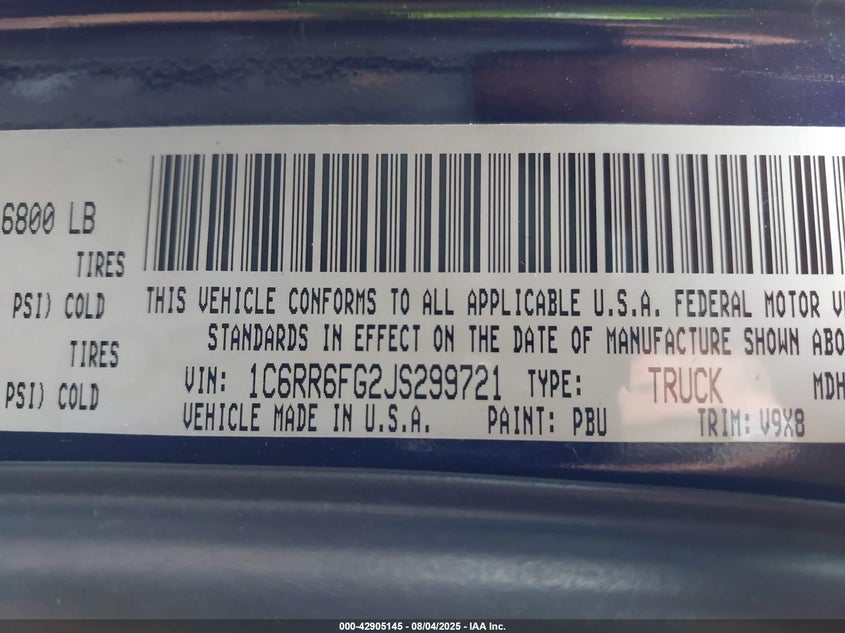 6800 LB
TIRES
PSI) COLD
TIRES
PSI) COLD
THIS VEHICLE CONFORMS TO ALL APPLICABLE U.S.A. FEDERAL MOTOR
STANDARDS IN EFFECT ON THE DATE OF MANUFACTURE SHOWN
VIN: 1C6RR6FG2JS299721 TYPE: TRUCK MDH
VEHICLE MADE IN U.S.A. PAINT: PBU TRIM: V9X8
000-42905145 - 08/04/2025 - IAA Inc.